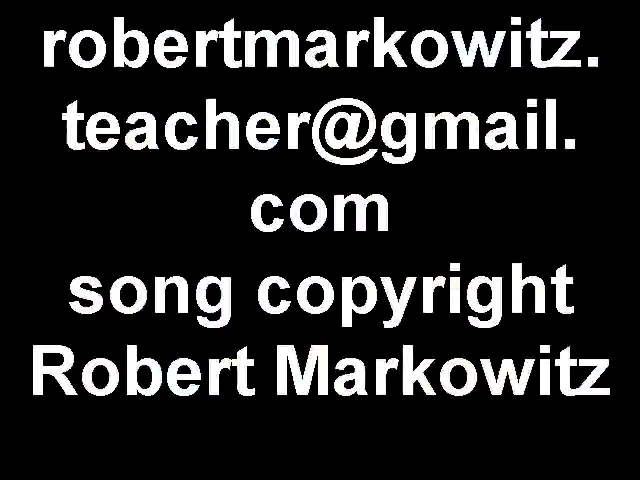 robertmarkowitz.
teacher@gmail.
com
song copyright
Robert Markowitz